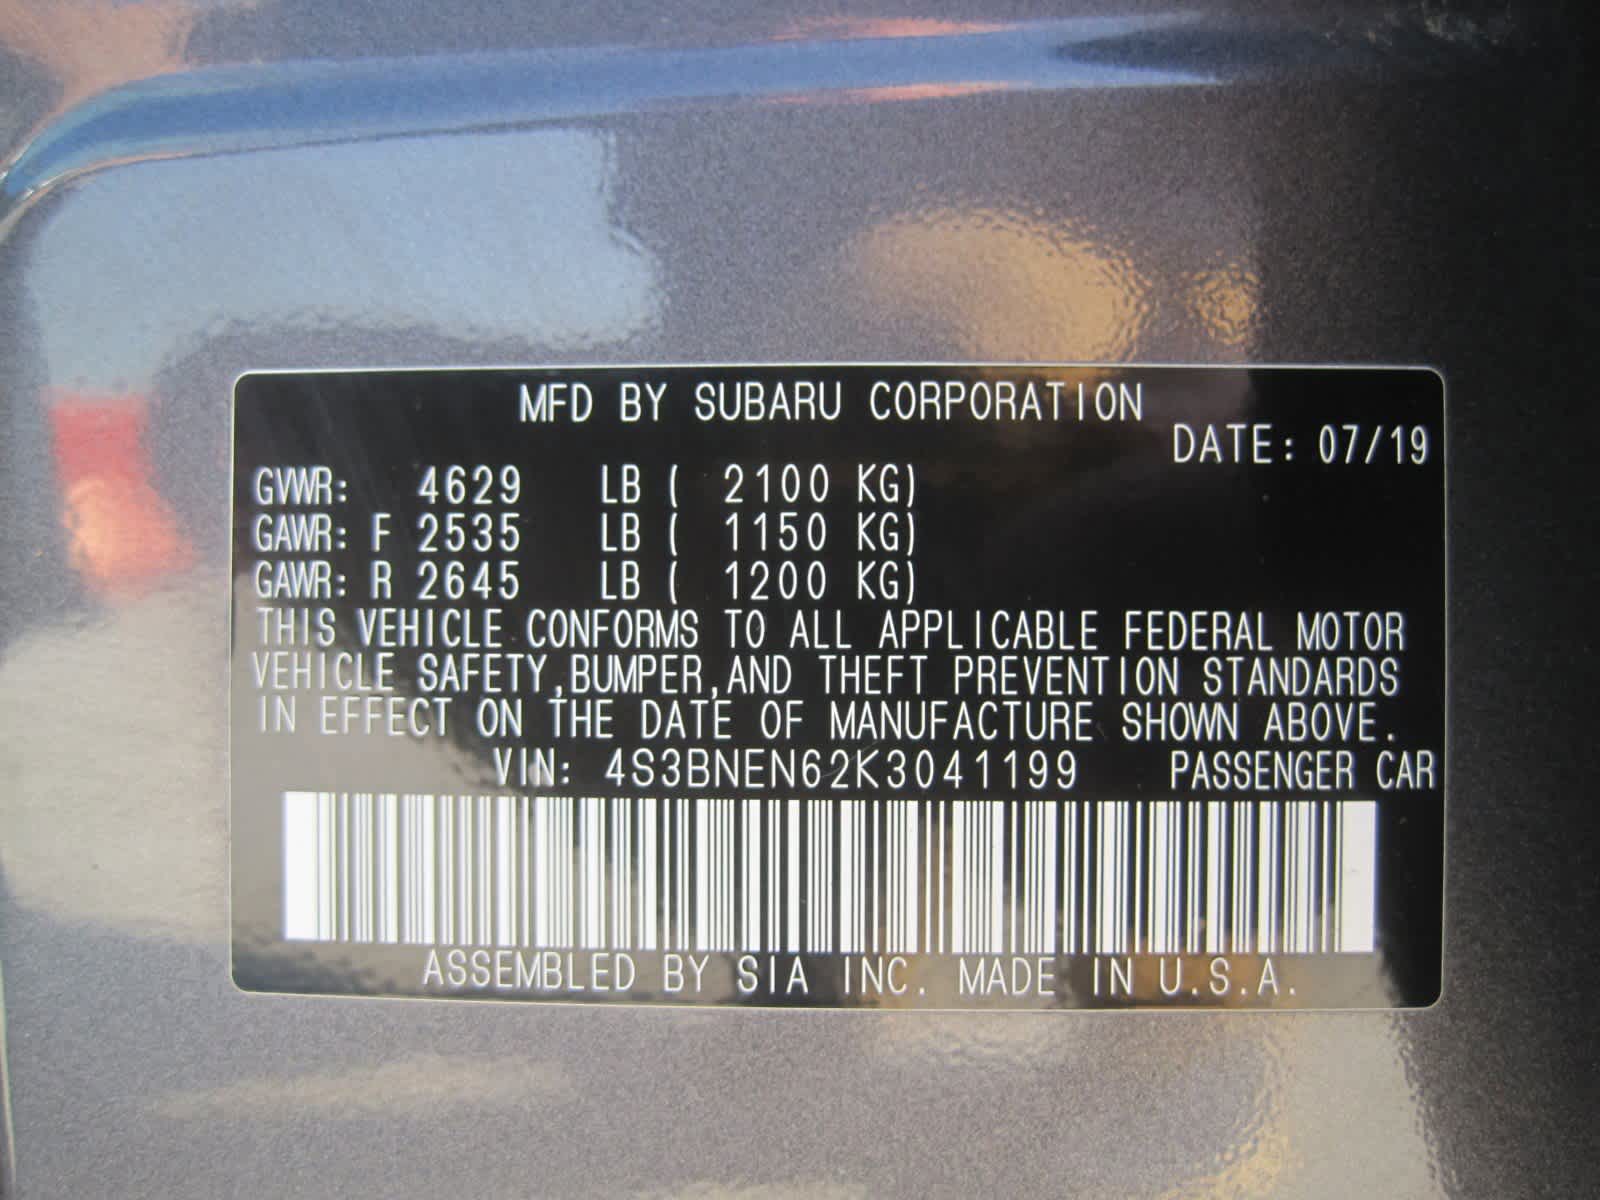 MFD BY SUBARU CORPORATION
DATE: 07/19
GVWR: 4629 LB ( 2100 KG)
GAWR: F 2535 LB ( 1150 KG)
GAWR: R 2645 LB ( 1200 KG)
THIS VEHICLE CONFORMS TO ALL APPLICABLE FEDERAL MOTOR
VEHICLE SAFETY,BUMPER,AND THEFT PREVENTION STANDARDS
IN EFFECT ON THE DATE OF MANUFACTURE SHOWN ABOVE.
VIN: 4S3BNEN62K3041199 PASSENGER CAR
ASSEMBLED BY SIA INC. MADE IN U.S.A.